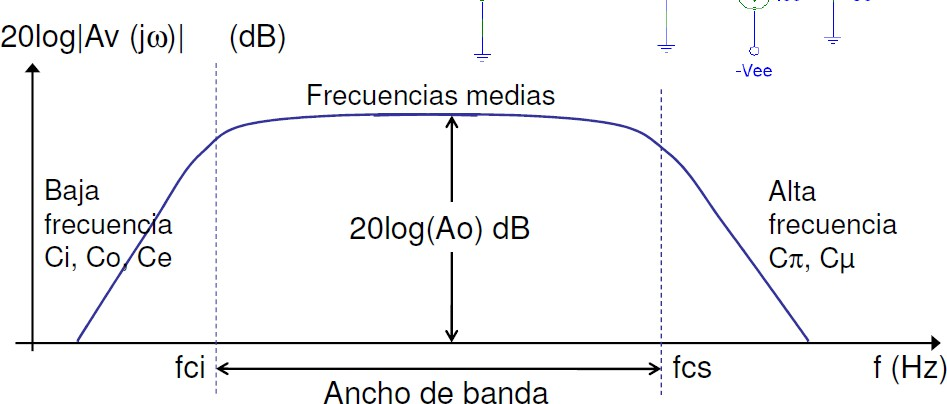 20log|Av (jω)| (dB)
-Vee
Frecuencias medias
Baja
frecuencia
Ci, Co, Ce
20log(Ao) dB
Alta
frecuencia
Cπ, Cμ
fci
fcs
f (Hz)
Ancho de banda